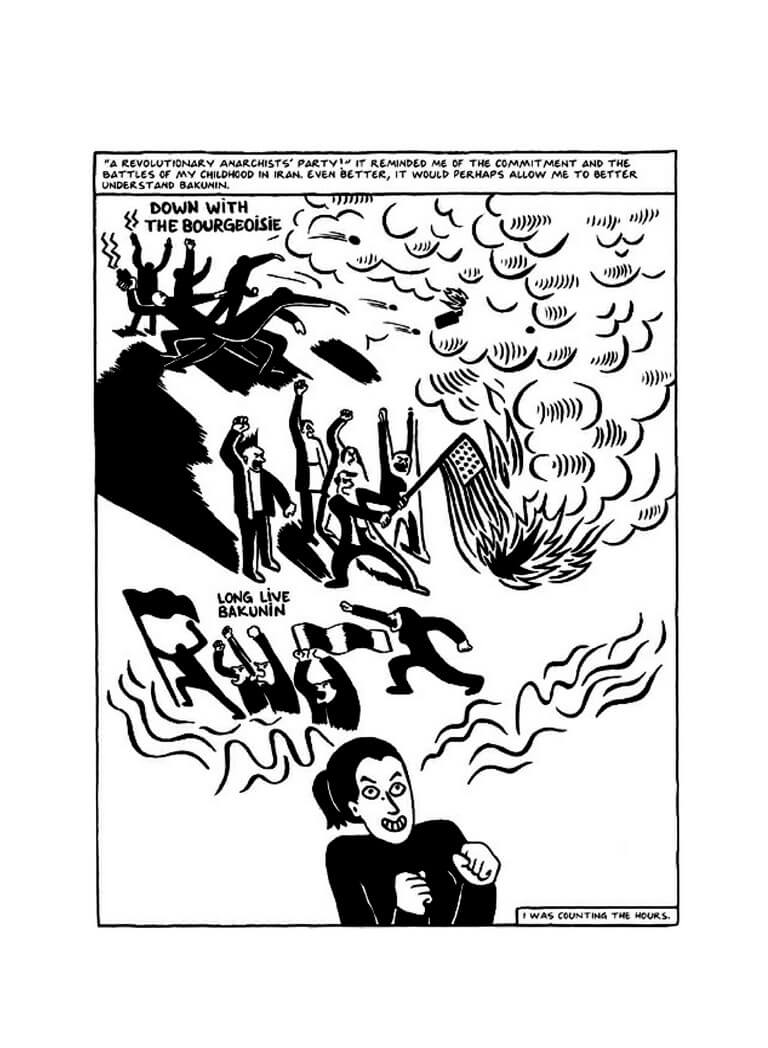 "A REVOLUTIONARY ANARCHISTS' PARTY!" IT REMINDED ME OF THE COMMITMENT AND THE
BATTLES OF MY CHILDHOOD IN IRAN. EVEN BETTER, IT WOULD PERHAPS ALLOW ME TO BETTER
UNDERSTAND BAKUNIN.
DOWN WITH
THE BOURGEOISIE
LONG LIVE
BAKUNIN
I WAS COUNTING THE HOURS.